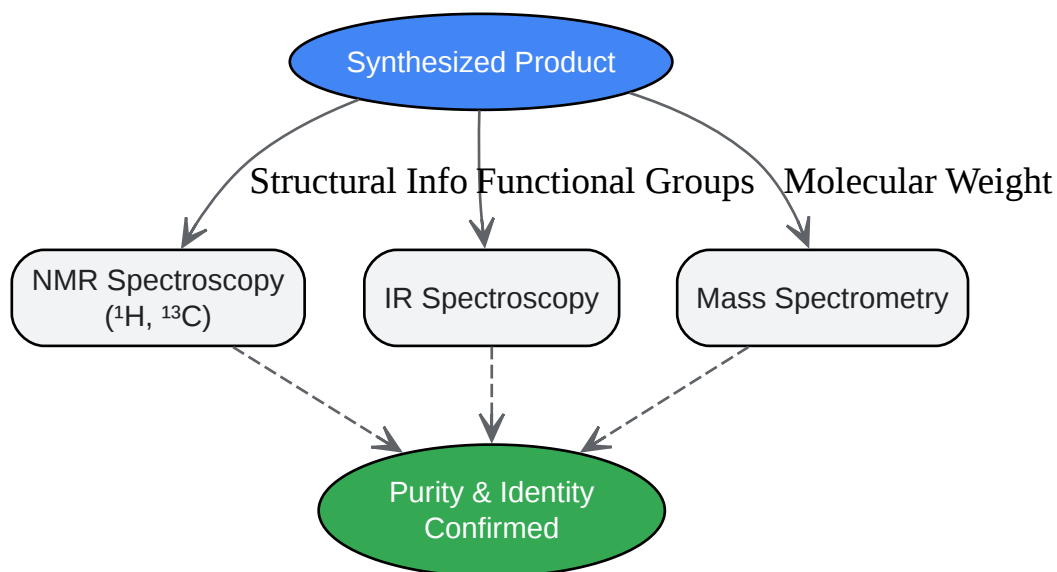 Synthesized Product
Structural Info
Functional Groups
Molecular Weight
NMR Spectroscopy
(¹H, ¹³C)
IR Spectroscopy
Mass Spectrometry
Purity & Identity
Confirmed